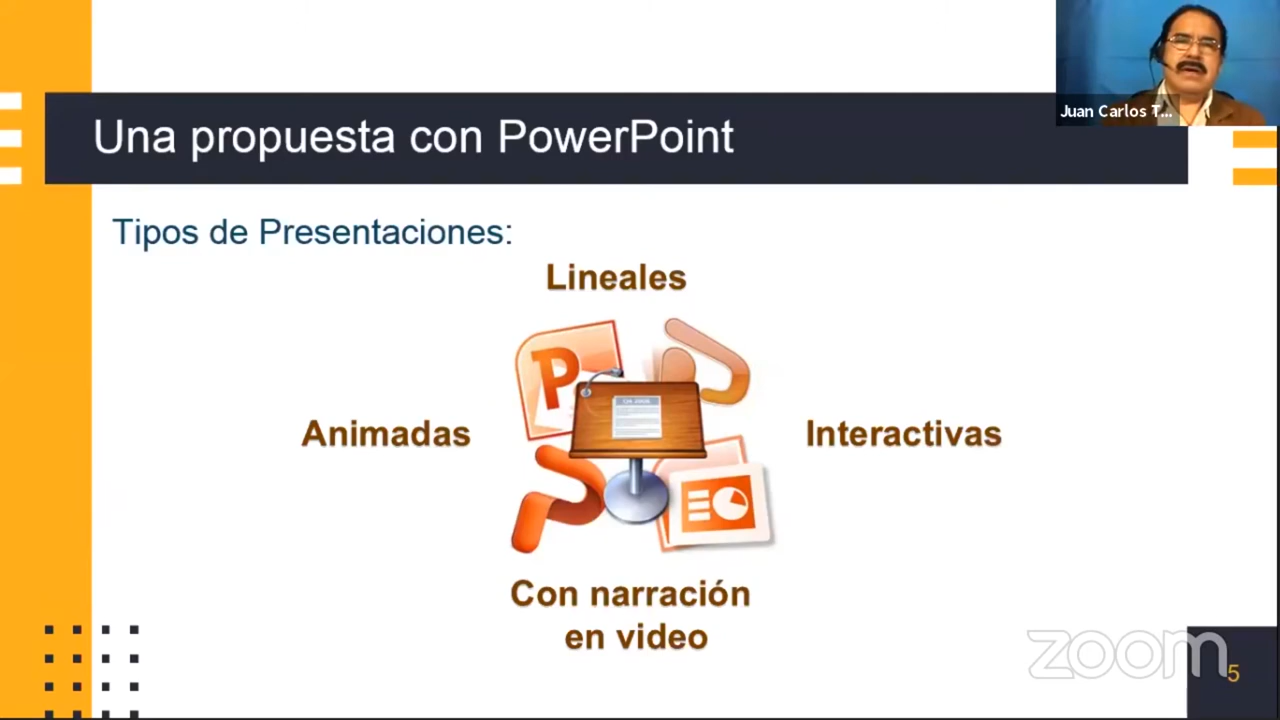 Juan Carlos T...
Una propuesta con PowerPoint
Tipos de Presentaciones:
Lineales
P
Animadas
Interactivas
Con narración
en video
zoom
5